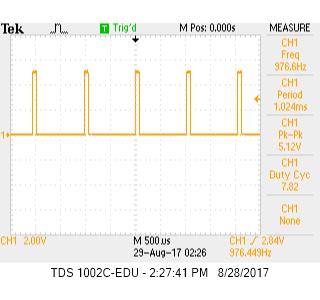 Tek Trig'd M Pos: 0.000s MEASURE
CH1
Freq
976.6Hz
CH1
Period
1.024ms
CH1
Pk-Pk
5.12V
CH1
Duty Cyc
7.82
CH1
None
1
CH1 2.00V M 500µs CH1 2.84V
29-Aug-17 02:26 976.449Hz
TDS 1002C-EDU - 2:27:41 PM 8/28/2017